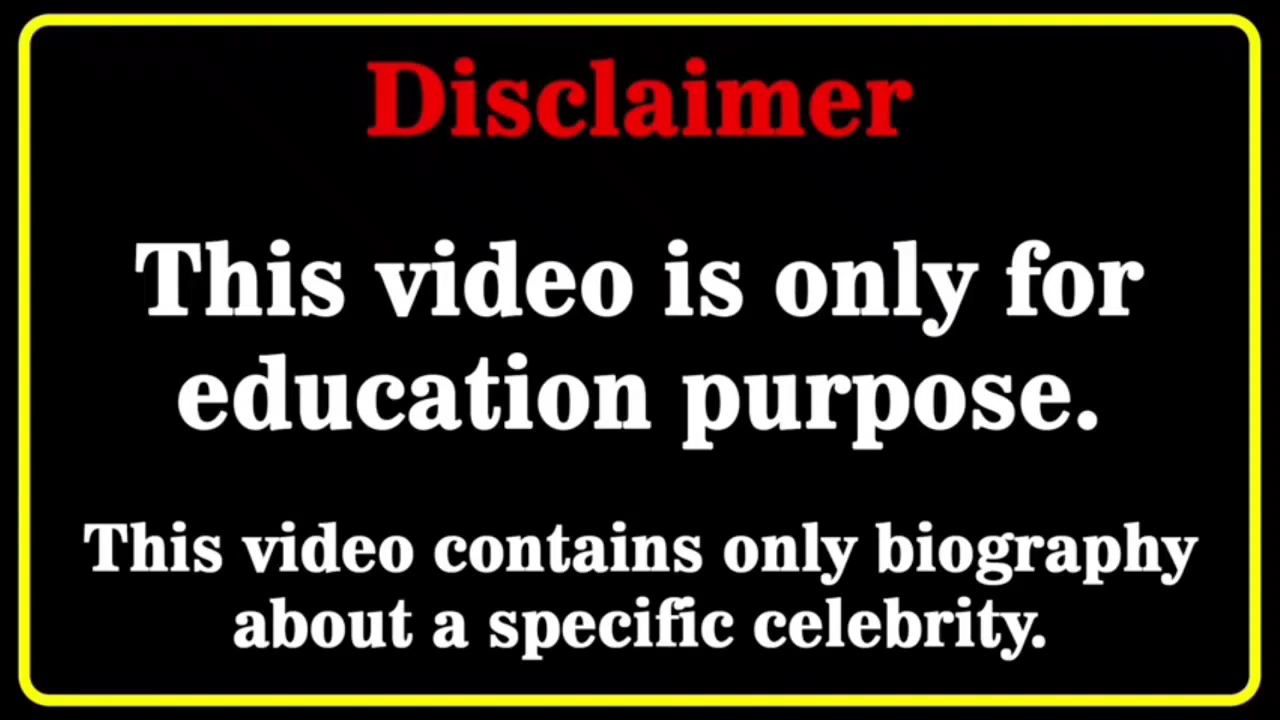 Disclaimer
This video is only for
education purpose.
This video contains only biography
about a specific celebrity.